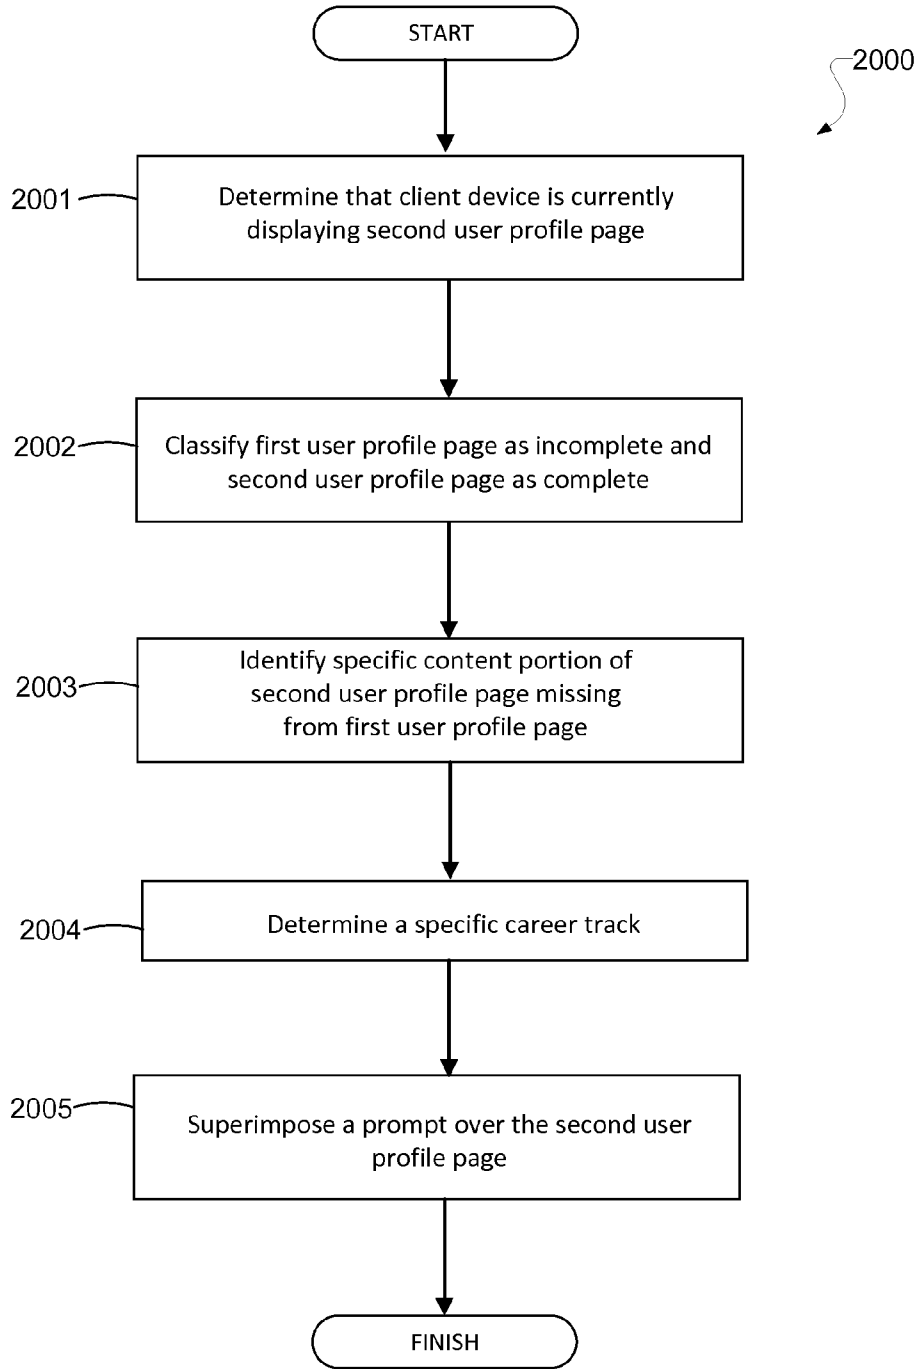 START
2000
2001
Determine that client device is currently
displaying second user profile page
2002
Classify first user profile page as incomplete and
second user profile page as complete
2003
Identify specific content portion of
second user profile page missing
from first user profile page
2004
Determine a specific career track
2005
Superimpose a prompt over the second user
profile page
FINISH